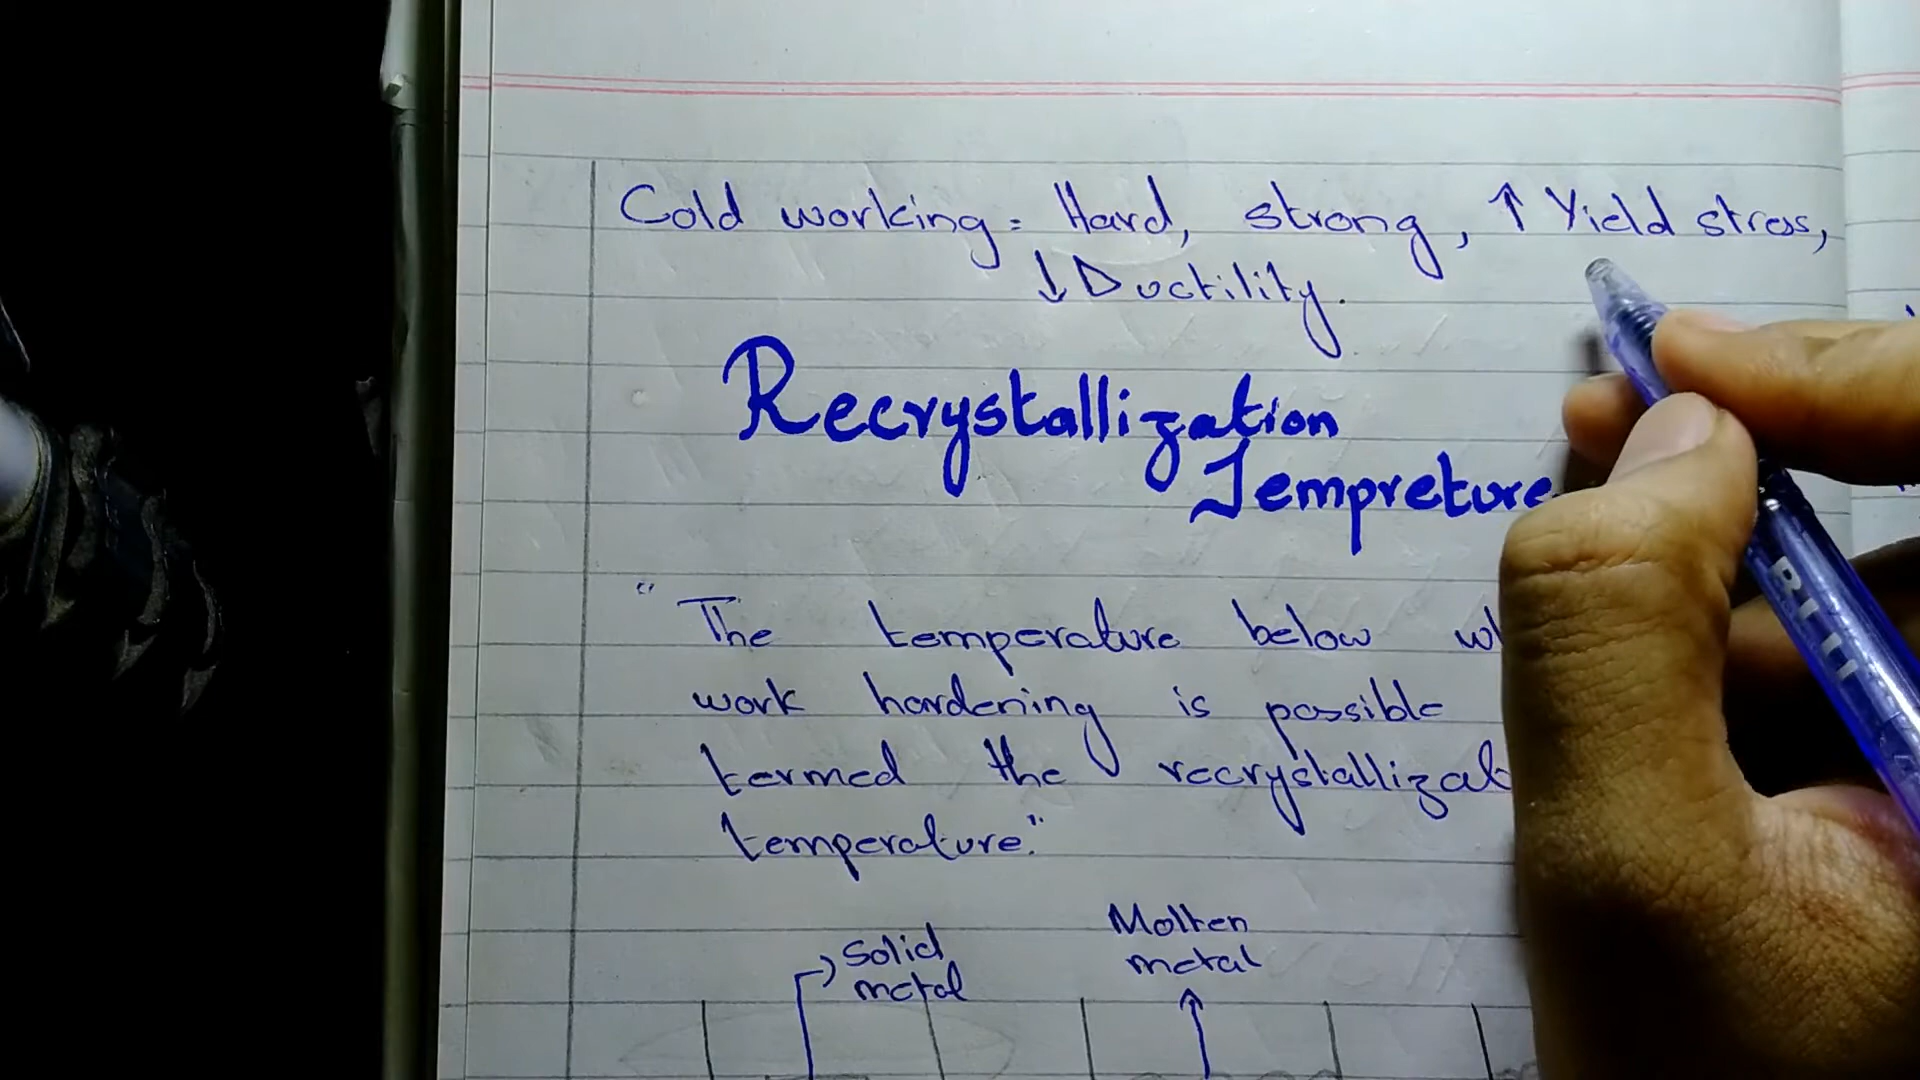 Cold working = Hard, strong, ↑ Yield stress,
↓ Ductility.
Recrystallization
Tempreture
"The temperature below
work hardening is possible
termed the
temperature."
Solid
metal
Molten
metal